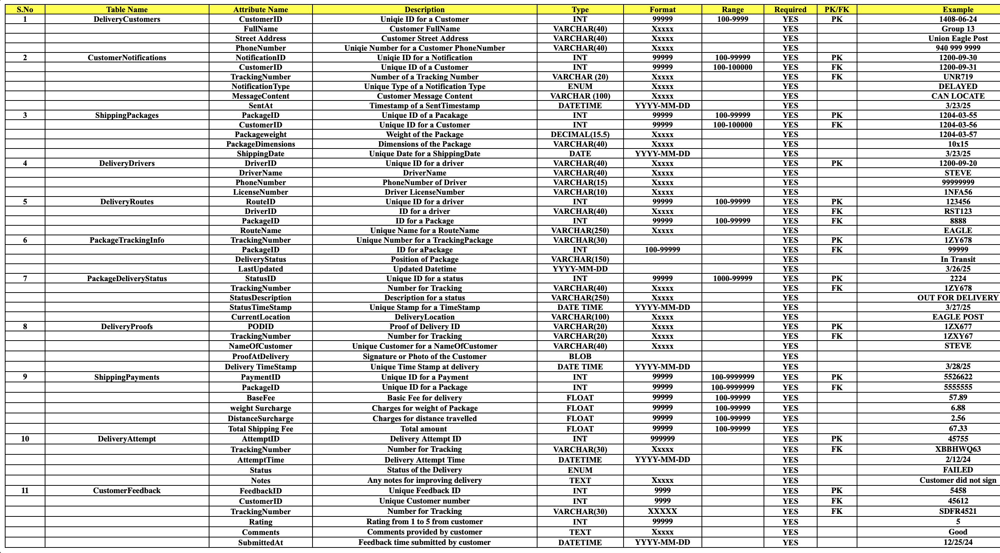 S.No Table Name Attribute Name Description Type Format Range Required PK/FK Example
1 DeliveryCustomers CustomerID Uniqie ID for a Customer INT 99999 100-9999 YES PK 1408-06-24
FullName Customer FullName VARCHAR(40) Xxxxx YES Group 13
Street Address Customer Street Address VARCHAR(40) Xxxxx YES Union Eagle Post
PhoneNumber Uniqie Number for a Customer PhoneNumber VARCHAR(40) Xxxxx YES 940 999 9999
2 CustomerNotifications NotificationID Uniqie ID for a Notification INT 99999 100-99999 YES PK 1200-09-30
CustomerID Unique ID of a Customer INT 99999 100-100000 YES FK 1200-09-31
TrackingNumber Number of a Tracking Number VARCHAR (20) Xxxxx YES FK UNR719
NotificationType Unique Type of a Notification Type ENUM Xxxxx YES DELAYED
MessageContent Customer Message Content VARCHAR (100) Xxxxx YES CAN LOCATE
SentAt Timestamp of a SentTimestamp DATETIME YYYY-MM-DD YES 3/23/25
3 ShippingPackages PackageID Unique ID of a Pacakage INT 99999 100-99999 YES PK 1204-03-55
CustomerID Unique ID for a Customer INT 99999 100-100000 YES FK 1204-03-56
Packageweight Weight of the Package DECIMAL(15.5) Xxxxx YES 1204-03-57
PackageDimensions Dimensions of the Package VARCHAR(40) Xxxxx YES 10x15
ShippingDate Unique Date for a ShippingDate DATE YYYY-MM-DD YES 3/23/25
4 DeliveryDrivers DriverID Unique ID for a driver VARCHAR(40) Xxxxx YES PK 1200-09-20
DriverName DriverName VARCHAR(40) Xxxxx YES STEVE
PhoneNumber PhoneNumber of Driver VARCHAR(15) Xxxxx YES 99999999
LicenseNumber Driver LicenseNumber VARCHAR(10) Xxxxx YES 1NFA56
5 DeliveryRoutes RouteID Unique ID for a driver INT 99999 100-99999 YES PK 123456
DriverID ID for a driver VARCHAR(40) Xxxxx YES FK RST123
PackageID ID for a Package INT 99999 100-99999 YES FK 8888
RouteName Unique Name for a RouteName VARCHAR(250) Xxxxx YES EAGLE
6 PackageTrackingInfo TrackingNumber Unique Number for a TrackingPackage VARCHAR(30) YES PK 1ZY678
PackageID ID for aPackage INT 100-99999 YES FK 99999
DeliveryStatus Position of Package VARCHAR(150) YES In Transit
LastUpdated Updated Datetime YYYY-MM-DD YES 3/26/25
7 PackageDeliveryStatus StatusID Unique ID for a status INT 99999 1000-99999 YES PK 2224
TrackingNumber Number for Tracking VARCHAR(40) Xxxxx YES FK 1ZY678
StatusDescription Description for a status VARCHAR(250) Xxxxx YES OUT FOR DELIVERY
StatusTimeStamp Unique Stamp for a TimeStamp DATE TIME YYYY-MM-DD YES 3/27/25
CurrentLocation DeliveryLocation VARCHAR(100) Xxxxx YES EAGLE POST
8 DeliveryProofs PODID Proof of Delivery ID VARCHAR(20) Xxxxx YES PK 1ZX677
TrackingNumber Number for Tracking VARCHAR(20) Xxxxx YES FK 1ZXY67
NameOfCustomer Unique Customer for a NameOfCustomer VARCHAR(40) Xxxxx YES STEVE
ProofAtDelivery Signature or Photo of the Customer BLOB YES
Delivery TimeStamp Unique Time Stamp at delivery DATE TIME YYYY-MM-DD YES 3/28/25
9 ShippingPayments PaymentID Unique ID for a Payment INT 99999 100-9999999 YES PK 5526622
PackageID Unique ID for a Package INT 99999 100-9999999 YES FK 5555555
BaseFee Basic Fee for delivery FLOAT 99999 100-99999 YES 57.89
weight Surcharge Charges for weight of Package FLOAT 99999 100-99999 YES 6.88
DistanceSurcharge Charges for distance travelled FLOAT 99999 100-99999 YES 2.56
Total Shipping Fee Total amount FLOAT 99999 100-99999 YES 67.33
10 DeliveryAttempt AttemptID Delivery Attempt ID INT 999999 YES PK 45755
TrackingNumber Number for Tracking VARCHAR(30) Xxxxx YES FK XBBHWQ63
AttemptTime Delivery Attempt Time DATETIME YYYY-MM-DD YES 2/12/24
Status Status of the Delivery ENUM YES FAILED
Notes Any notes for improving delivery TEXT Xxxxx YES Customer did not sign
11 CustomerFeedback FeedbackID Unique Feedback ID INT 9999 YES PK 5458
CustomerID Unique Customer number INT 9999 YES FK 45612
TrackingNumber Number for Tracking VARCHAR(30) XXXXX YES FK SDFR4521
Rating Rating from 1 to 5 from customer INT 99999 YES 5
Comments Comments provided by customer TEXT Xxxxx YES Good
SubmittedAt Feedback time submitted by customer DATETIME YYYY-MM-DD YES 12/25/24